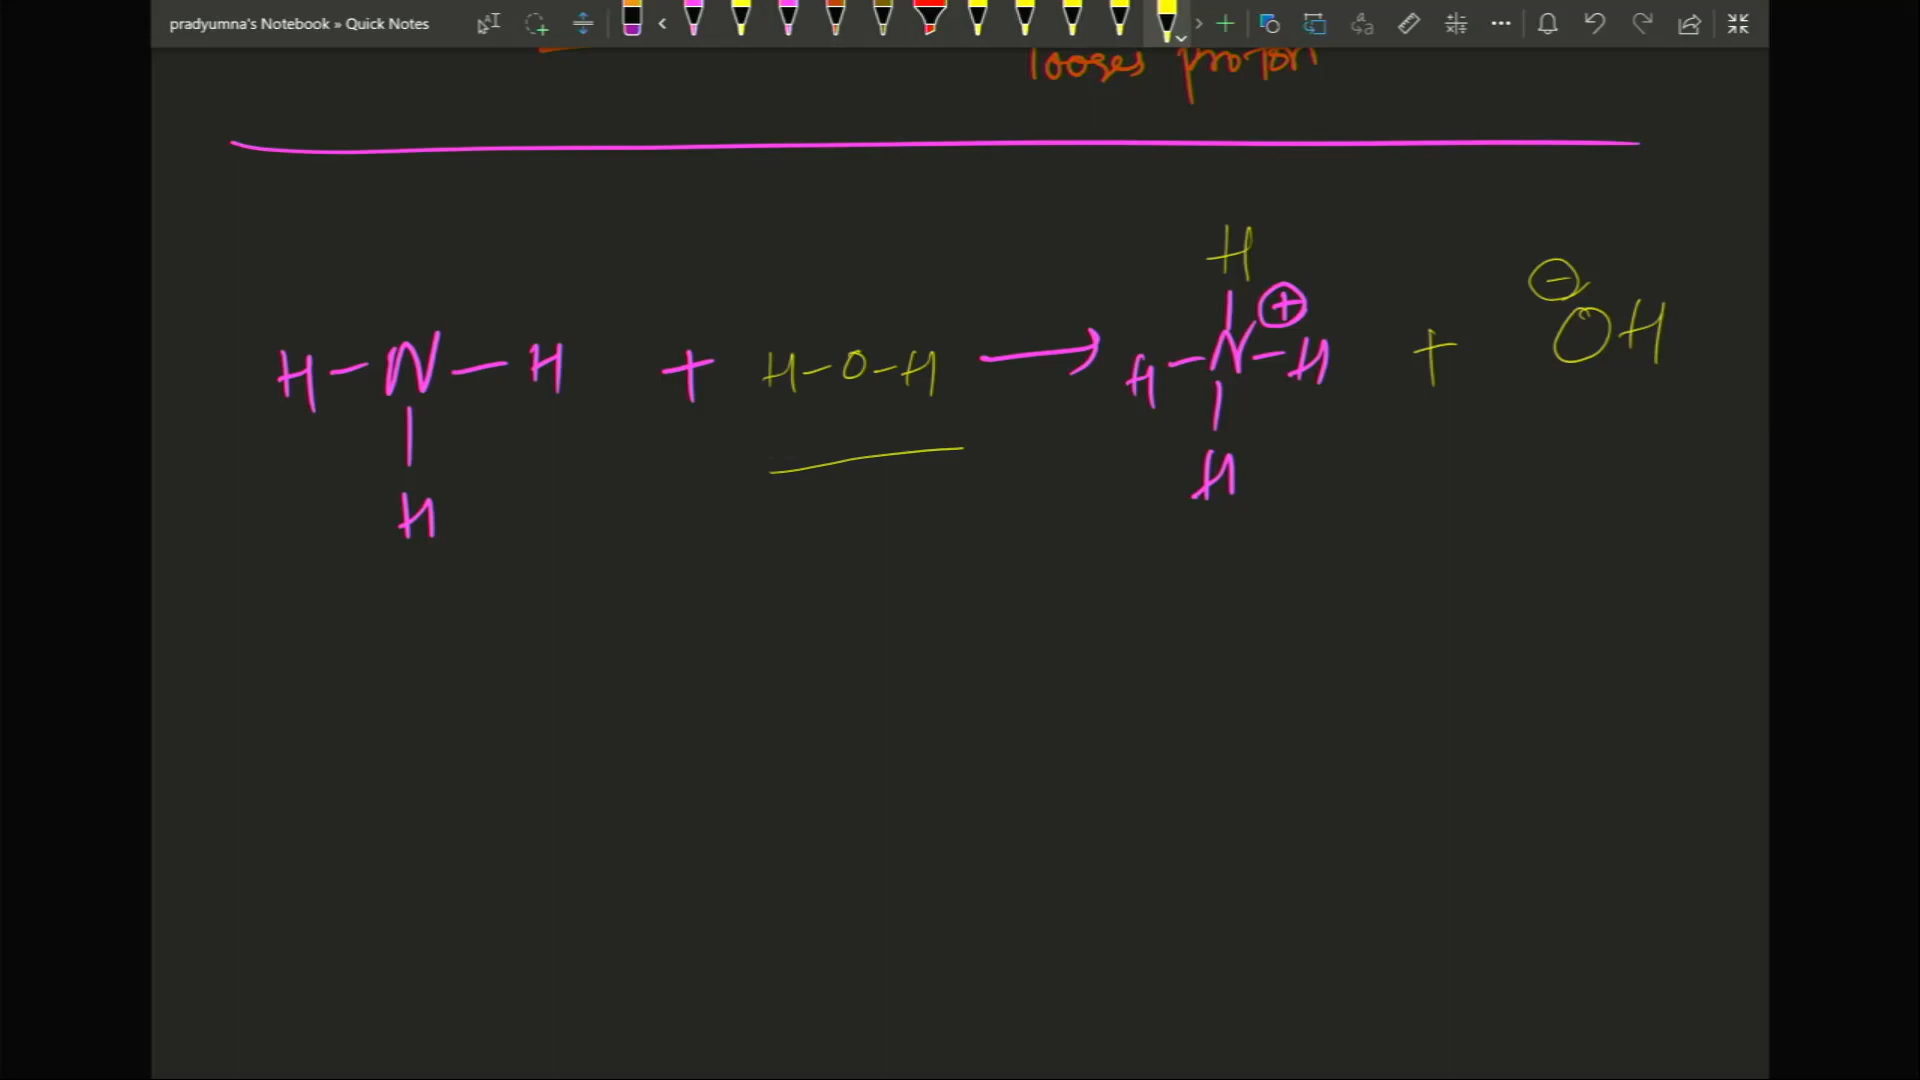 pradyumna's Notebook » Quick Notes
looses proton
H
H-N-H + H-O-H → H-N⊕-H + ⊖OH
H H